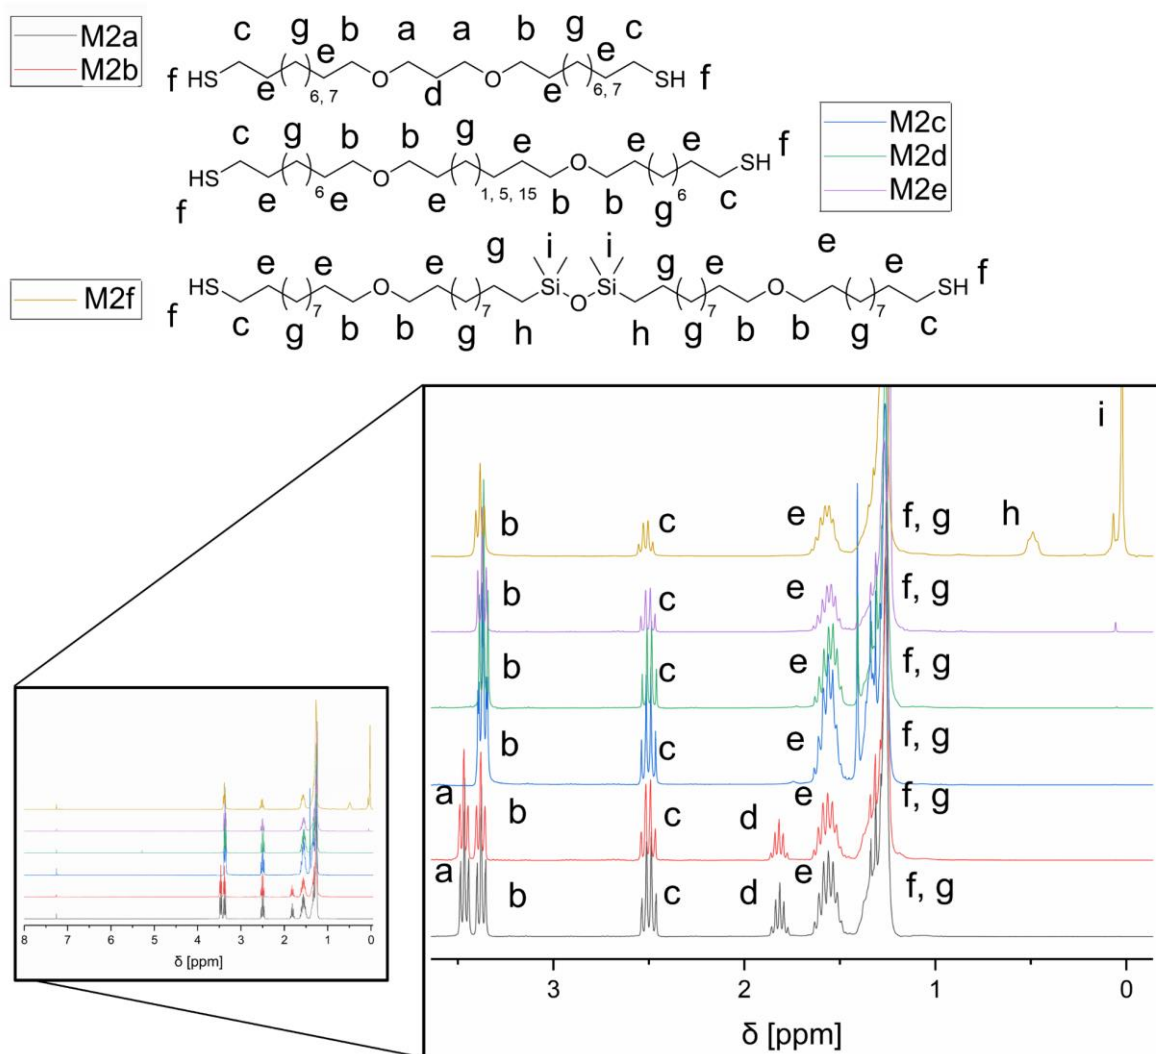 M2a
M2b
c g e b a a b g e c
f HS O O SH f
e 6, 7 d e 6, 7
M2c
M2d
M2e
c g b b g e e e
f HS O O SH f
6 1, 5, 15 6
e e e b b g c
M2f
e e e g i i g e e e
f HS O Si O Si O SH f
7 7 7 7
c g b b g h h g b b g c
i
b c e f, g h
b c e f, g
b c e f, g
b c e f, g
a b c d e f, g
a b c d e f, g
3 2 1 0
δ [ppm]
8 7 6 5 4 3 2 1 0
δ [ppm]